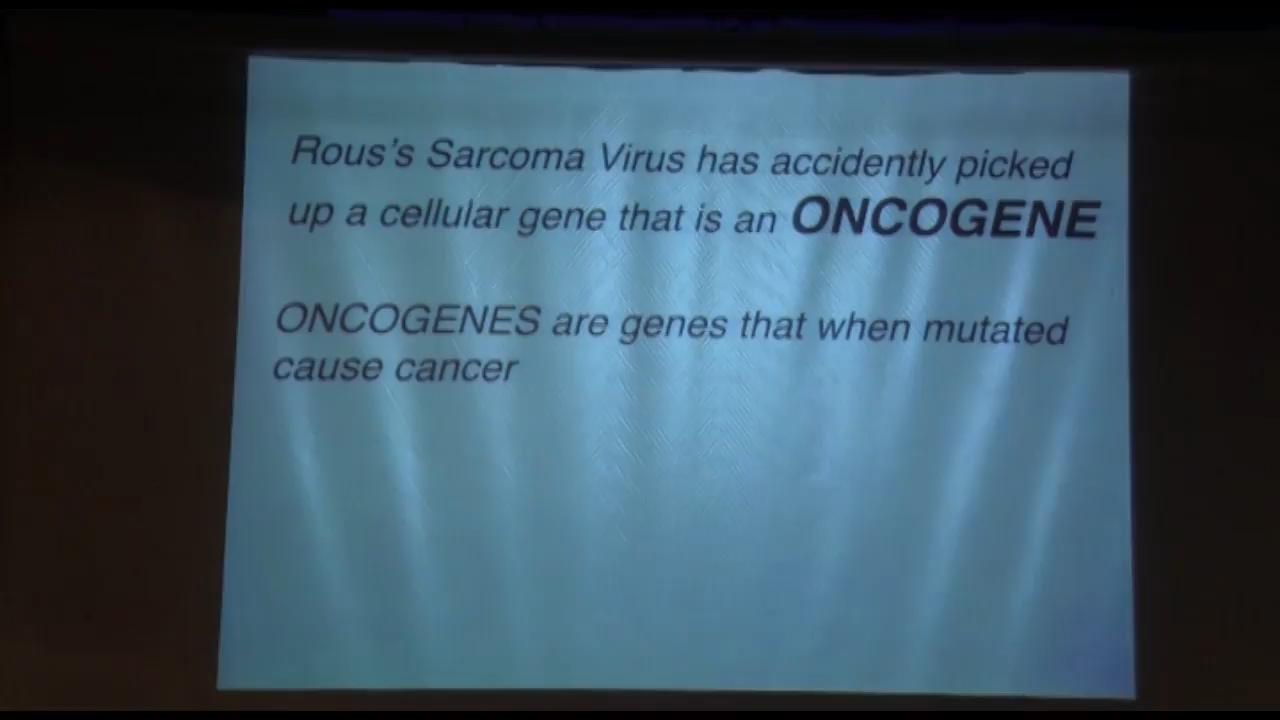 Rous's Sarcoma Virus has accidently picked
up a cellular gene that is an ONCOGENE
ONCOGENES are genes that when mutated
cause cancer